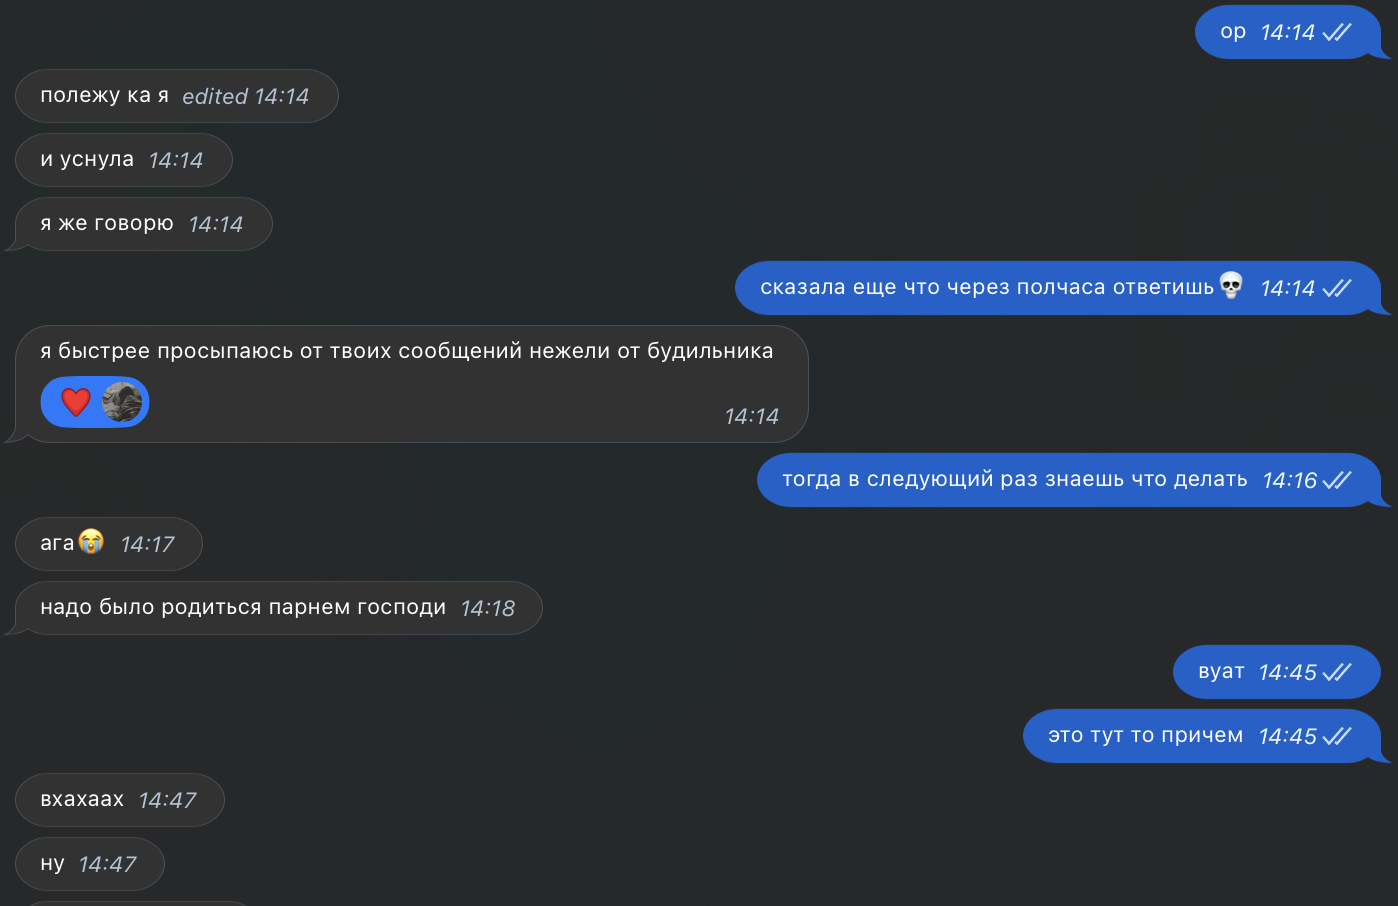 ор 14:14
полежу ка я edited 14:14
и уснула 14:14
я же говорю 14:14
сказала еще что через полчаса ответишь💀 14:14
я быстрее просыпаюсь от твоих сообщений нежели от будильника
❤️ 14:14
тогда в следующий раз знаешь что делать 14:16
ага😭 14:17
надо было родиться парнем господи 14:18
вуат 14:45
это тут то причем 14:45
вхахаах 14:47
ну 14:47